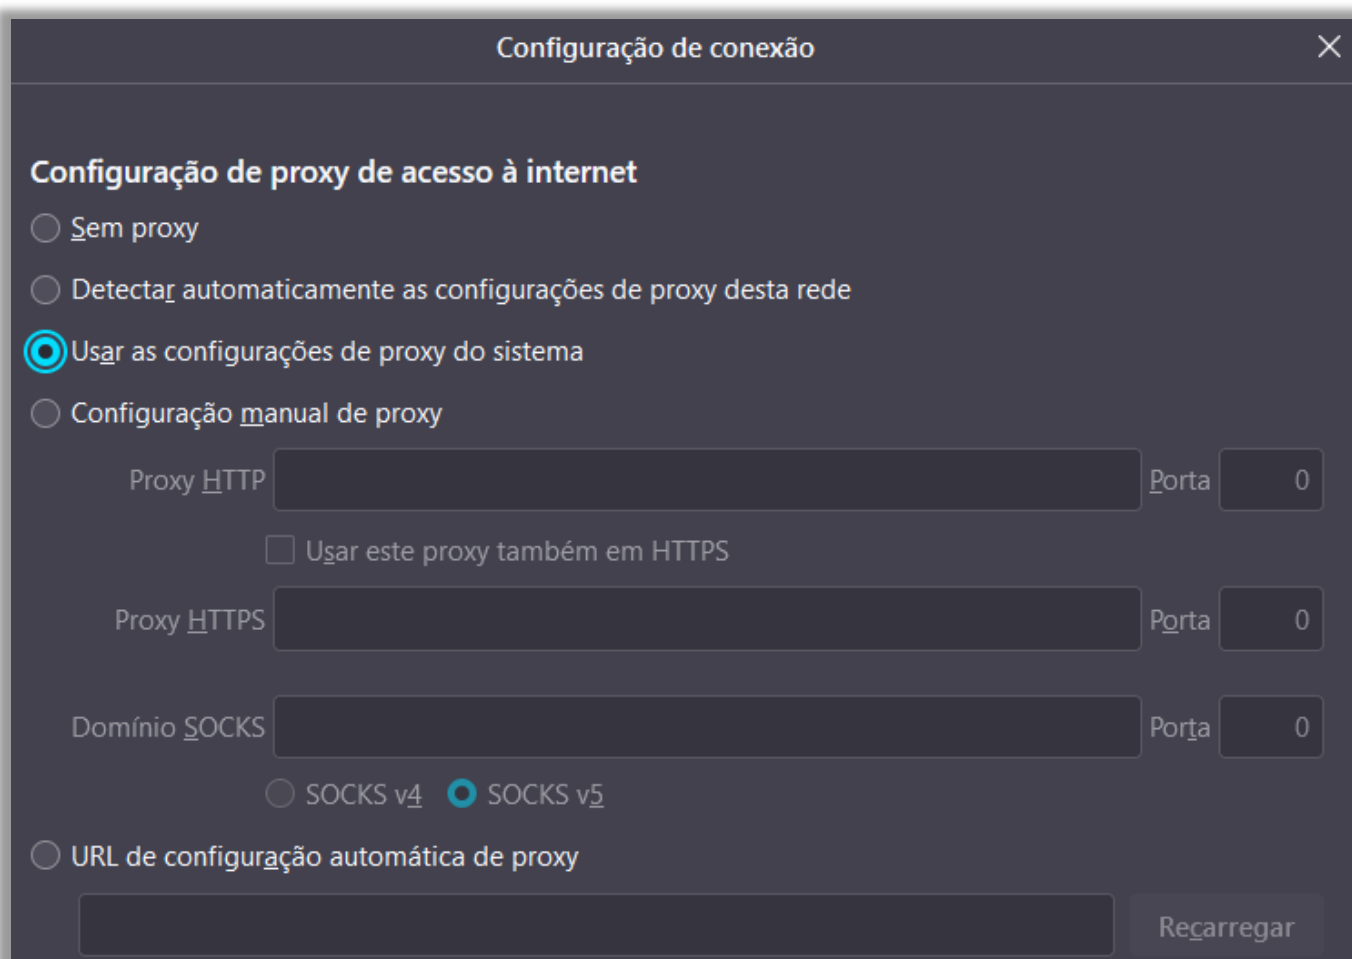 Configuração de conexão
Configuração de proxy de acesso à internet
Sem proxy
Detectar automaticamente as configurações de proxy desta rede
Usar as configurações de proxy do sistema
Configuração manual de proxy
Proxy HTTP Porta 0
Usar este proxy também em HTTPS
Proxy HTTPS Porta 0
Domínio SOCKS Porta 0
SOCKS v4 SOCKS v5
URL de configuração automática de proxy
Recarregar